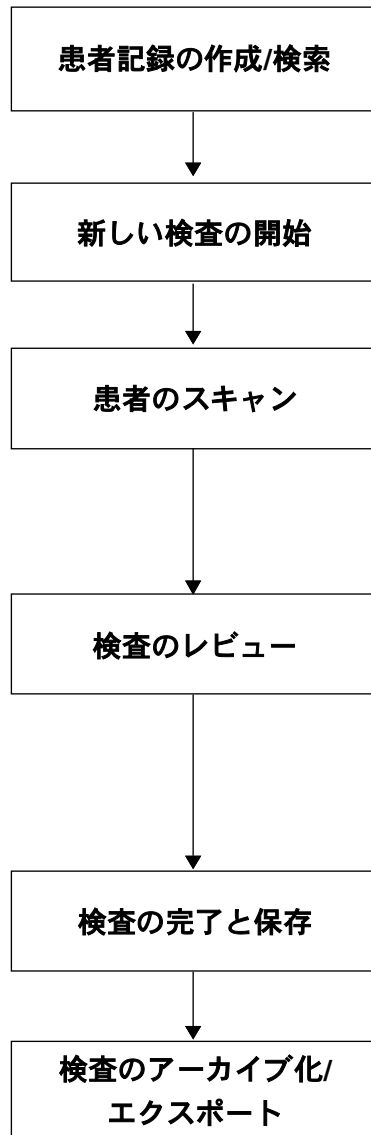 患者記録の作成/検索
新しい検査の開始
患者のスキャン
検査のレビュー
検査の完了と保存
検査のアーカイブ化/
エクスポート